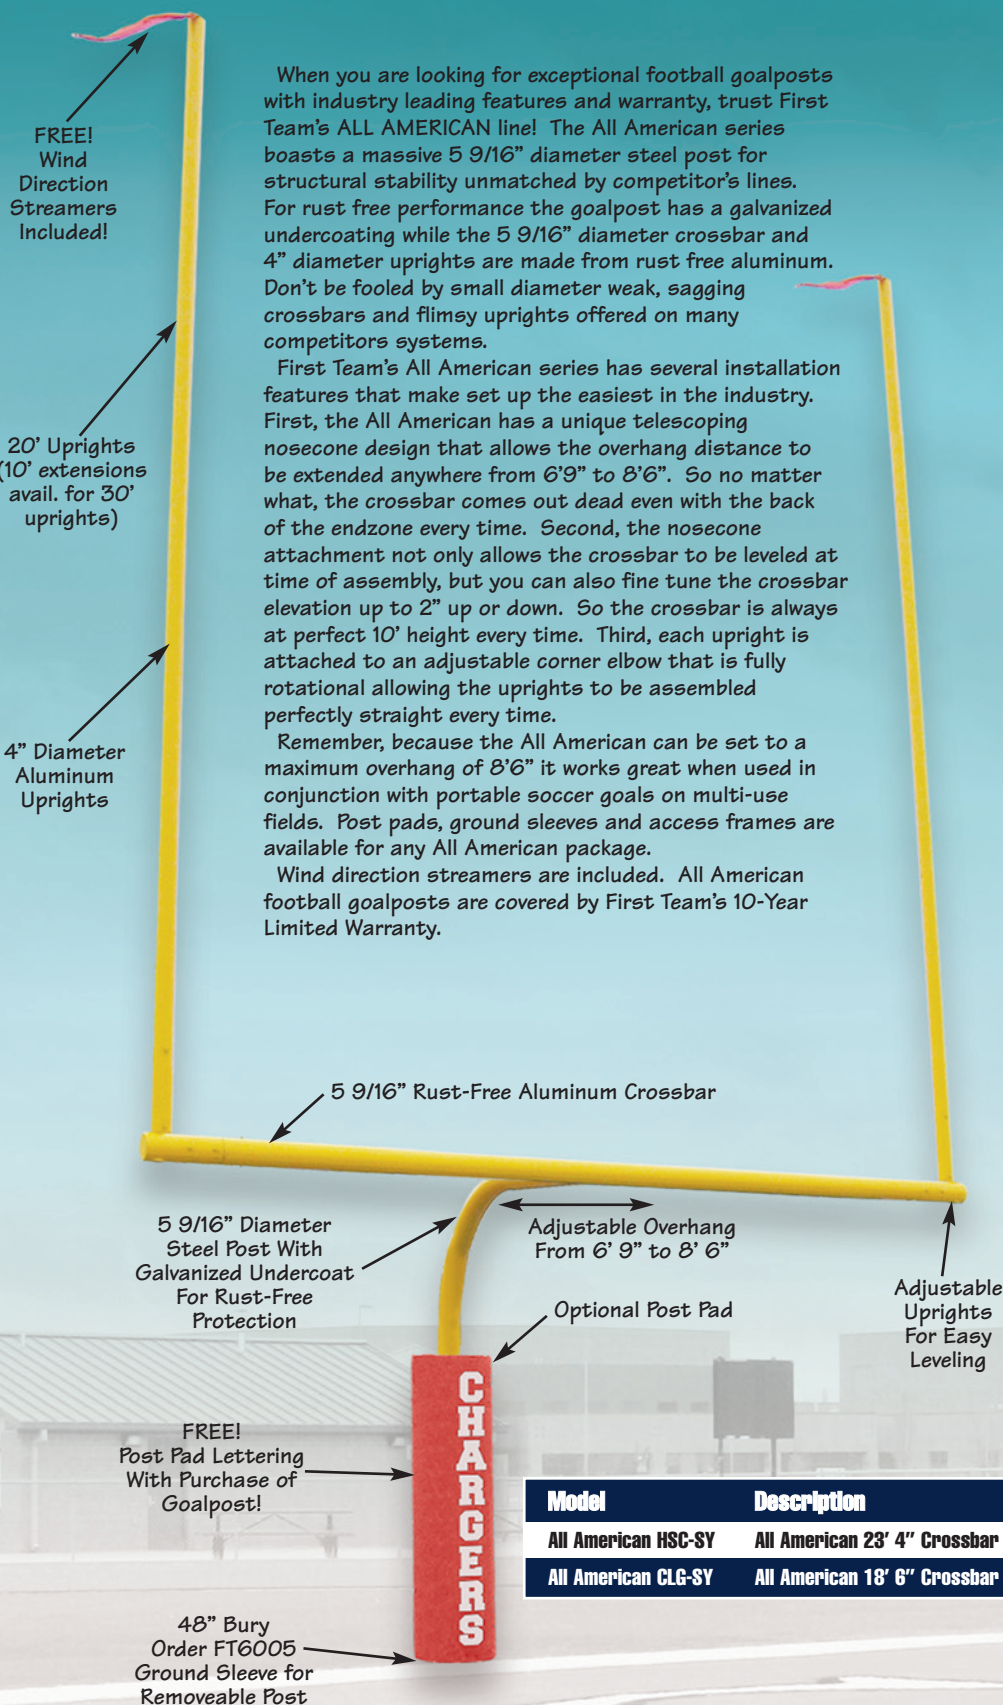 When you are looking for exceptional football goalposts
with industry leading features and warranty, trust First
Team's ALL AMERICAN line! The All American series
boasts a massive 5 9/16" diameter steel post for
structural stability unmatched by competitor's lines.
For rust free performance the goalpost has a galvanized
undercoating while the 5 9/16" diameter crossbar and
4" diameter uprights are made from rust free aluminum.
Don't be fooled by small diameter weak, sagging
crossbars and flimsy uprights offered on many
competitors systems.
First Team's All American series has several installation
features that make set up the easiest in the industry.
First, the All American has a unique telescoping
nosecone design that allows the overhang distance to
be extended anywhere from 6'9" to 8'6". So no matter
what, the crossbar comes out dead even with the back
of the endzone every time. Second, the nosecone
attachment not only allows the crossbar to be leveled at
time of assembly, but you can also fine tune the crossbar
elevation up to 2" up or down. So the crossbar is always
at perfect 10' height every time. Third, each upright is
attached to an adjustable corner elbow that is fully
rotational allowing the uprights to be assembled
perfectly straight every time.
Remember, because the All American can be set to a
maximum overhang of 8'6" it works great when used in
conjunction with portable soccer goals on multi-use
fields. Post pads, ground sleeves and access frames are
available for any All American package.
Wind direction streamers are included. All American
football goalposts are covered by First Team's 10-Year
Limited Warranty.
FREE!
Wind
Direction
Streamers
Included!
20' Uprights
(10' extensions
avail. for 30'
uprights)
4" Diameter
Aluminum
Uprights
5 9/16" Rust-Free Aluminum Crossbar
5 9/16" Diameter
Steel Post With
Galvanized Undercoat
For Rust-Free
Protection
Adjustable Overhang
From 6' 9" to 8' 6"
Adjustable
Uprights
For Easy
Leveling
Optional Post Pad
FREE!
Post Pad Lettering
With Purchase of
Goalpost!
CHARGERS
Model Description
All American HSC-SY All American 23' 4" Crossbar
All American CLG-SY All American 18' 6" Crossbar
48" Bury
Order FT6005
Ground Sleeve for
Removeable Post